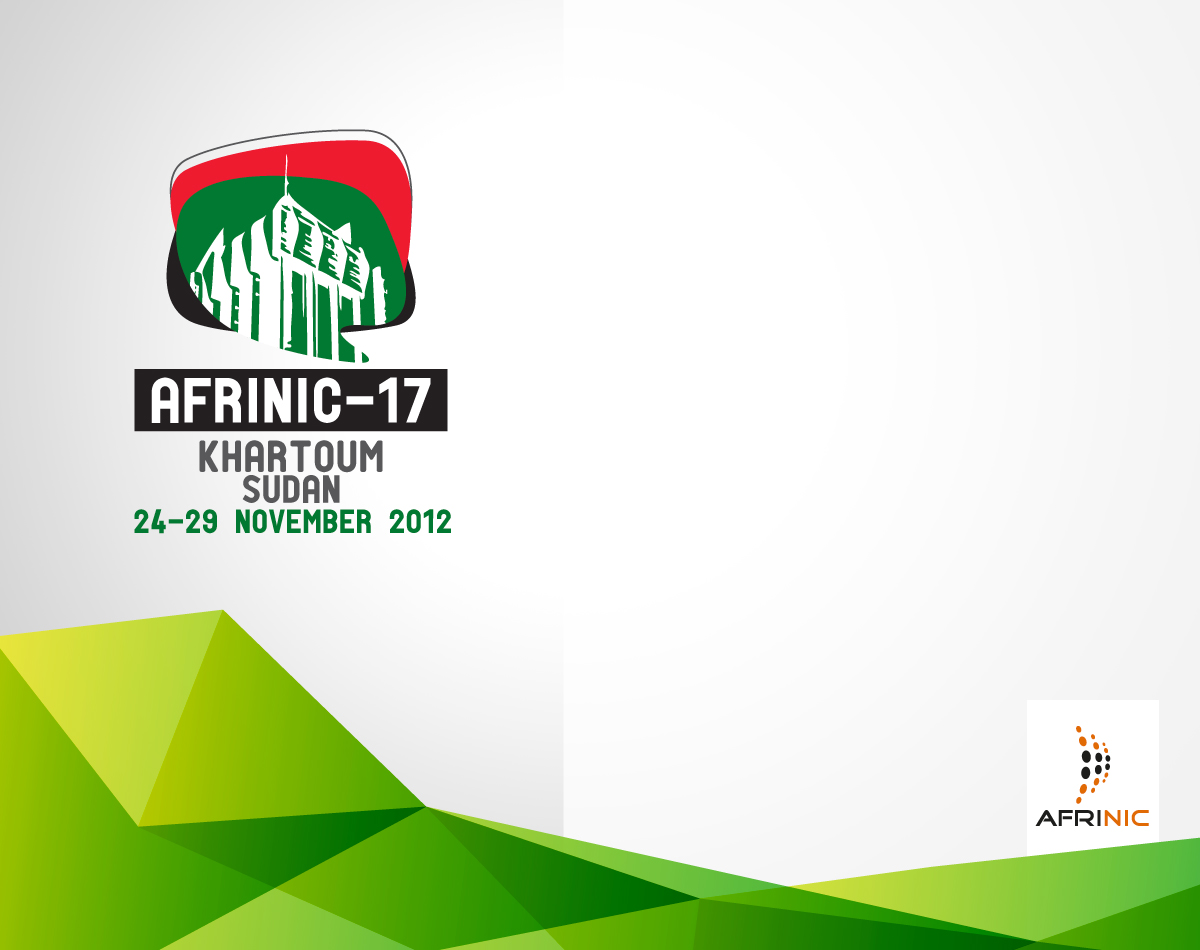 AFRINIC-17
KHARTOUM
SUDAN
24-29 NOVEMBER 2012
AFRINIC